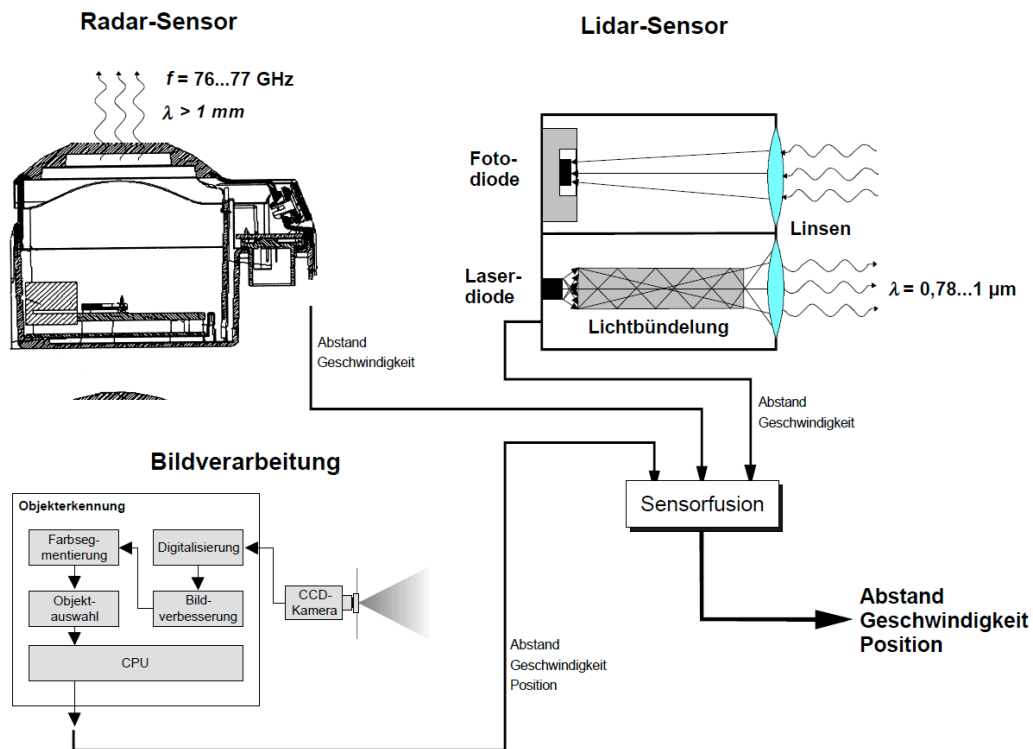 Radar-Sensor
f = 76...77 GHz
λ > 1 mm
Lidar-Sensor
Foto-
diode
Linsen
Laser-
diode
Lichtbündelung
λ = 0,78...1 µm
Abstand
Geschwindigkeit
Abstand
Geschwindigkeit
Bildverarbeitung
Objekterkennung
Farbseg-
mentierung
Digitalisierung
Objekt-
auswahl
Bild-
verbesserung
CCD-
Kamera
CPU
Abstand
Geschwindigkeit
Position
Sensorfusion
Abstand
Geschwindigkeit
Position